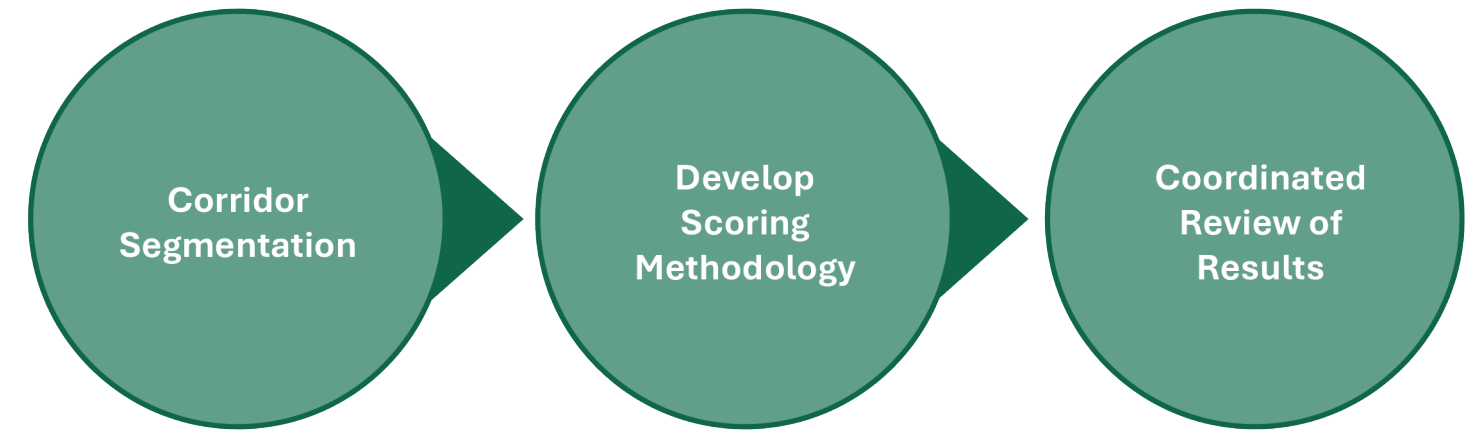 Corridor
Segmentation
Develop
Scoring
Methodology
Coordinated
Review of
Results